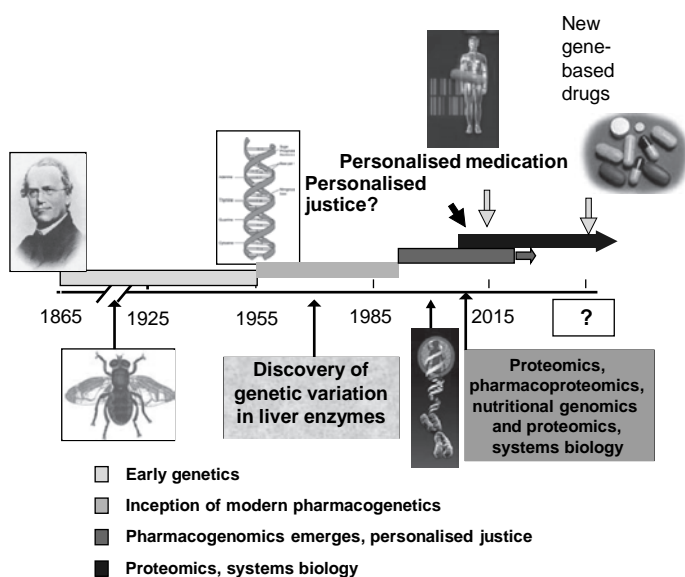 New
gene-
based
drugs
Personalised medication
Personalised
justice?
1865
1925
1955
1985
2015
?
Discovery of
genetic variation
in liver enzymes
Proteomics,
pharmacoproteomics,
nutritional genomics
and proteomics,
systems biology
Early genetics
Inception of modern pharmacogenetics
Pharmacogenomics emerges, personalised justice
Proteomics, systems biology